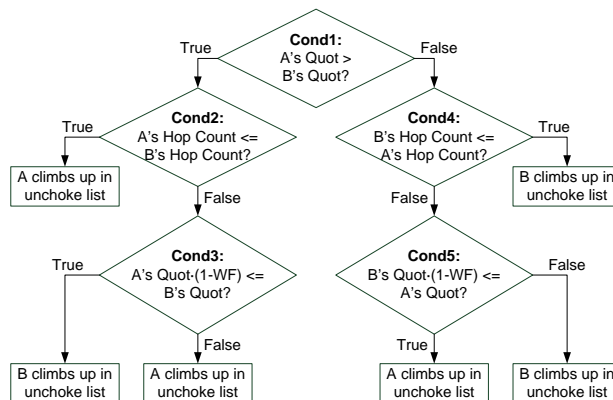 Cond1:
A's Quot >
B's Quot?
True
False
Cond2:
A's Hop Count <=
B's Hop Count?
Cond4:
B's Hop Count <=
A's Hop Count?
True
True
A climbs up in
unchoke list
B climbs up in
unchoke list
False
False
Cond3:
A's Quot·(1-WF) <=
B's Quot?
Cond5:
B's Quot·(1-WF) <=
A's Quot?
True
False
False
True
B climbs up in
unchoke list
A climbs up in
unchoke list
A climbs up in
unchoke list
B climbs up in
unchoke list